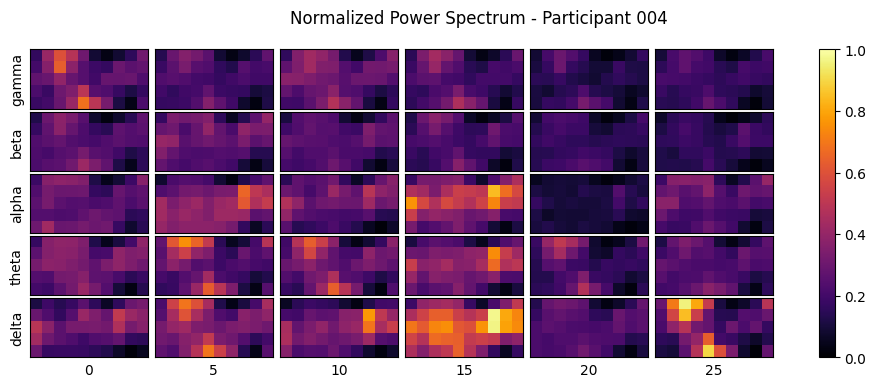 Normalized Power Spectrum - Participant 004
gamma
beta
alpha
theta
delta
0 5 10 15 20 25
1.0
0.8
0.6
0.4
0.2
0.0